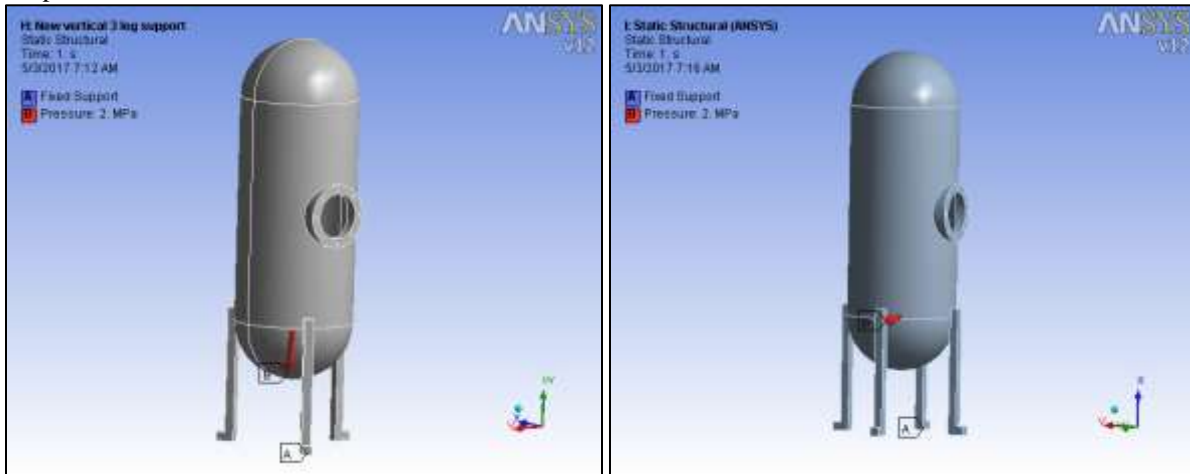 H: New vertical 3 leg support
Static Structural
Time: 1. s
5/3/2017 7:12 AM
A Fixed Support
B Pressure: 2. MPa
ANSYS
B
A
I: Static Structural (ANSYS)
Static Structural
Time: 1. s
5/3/2017 7:16 AM
A Fixed Support
B Pressure: 2. MPa
ANSYS
A